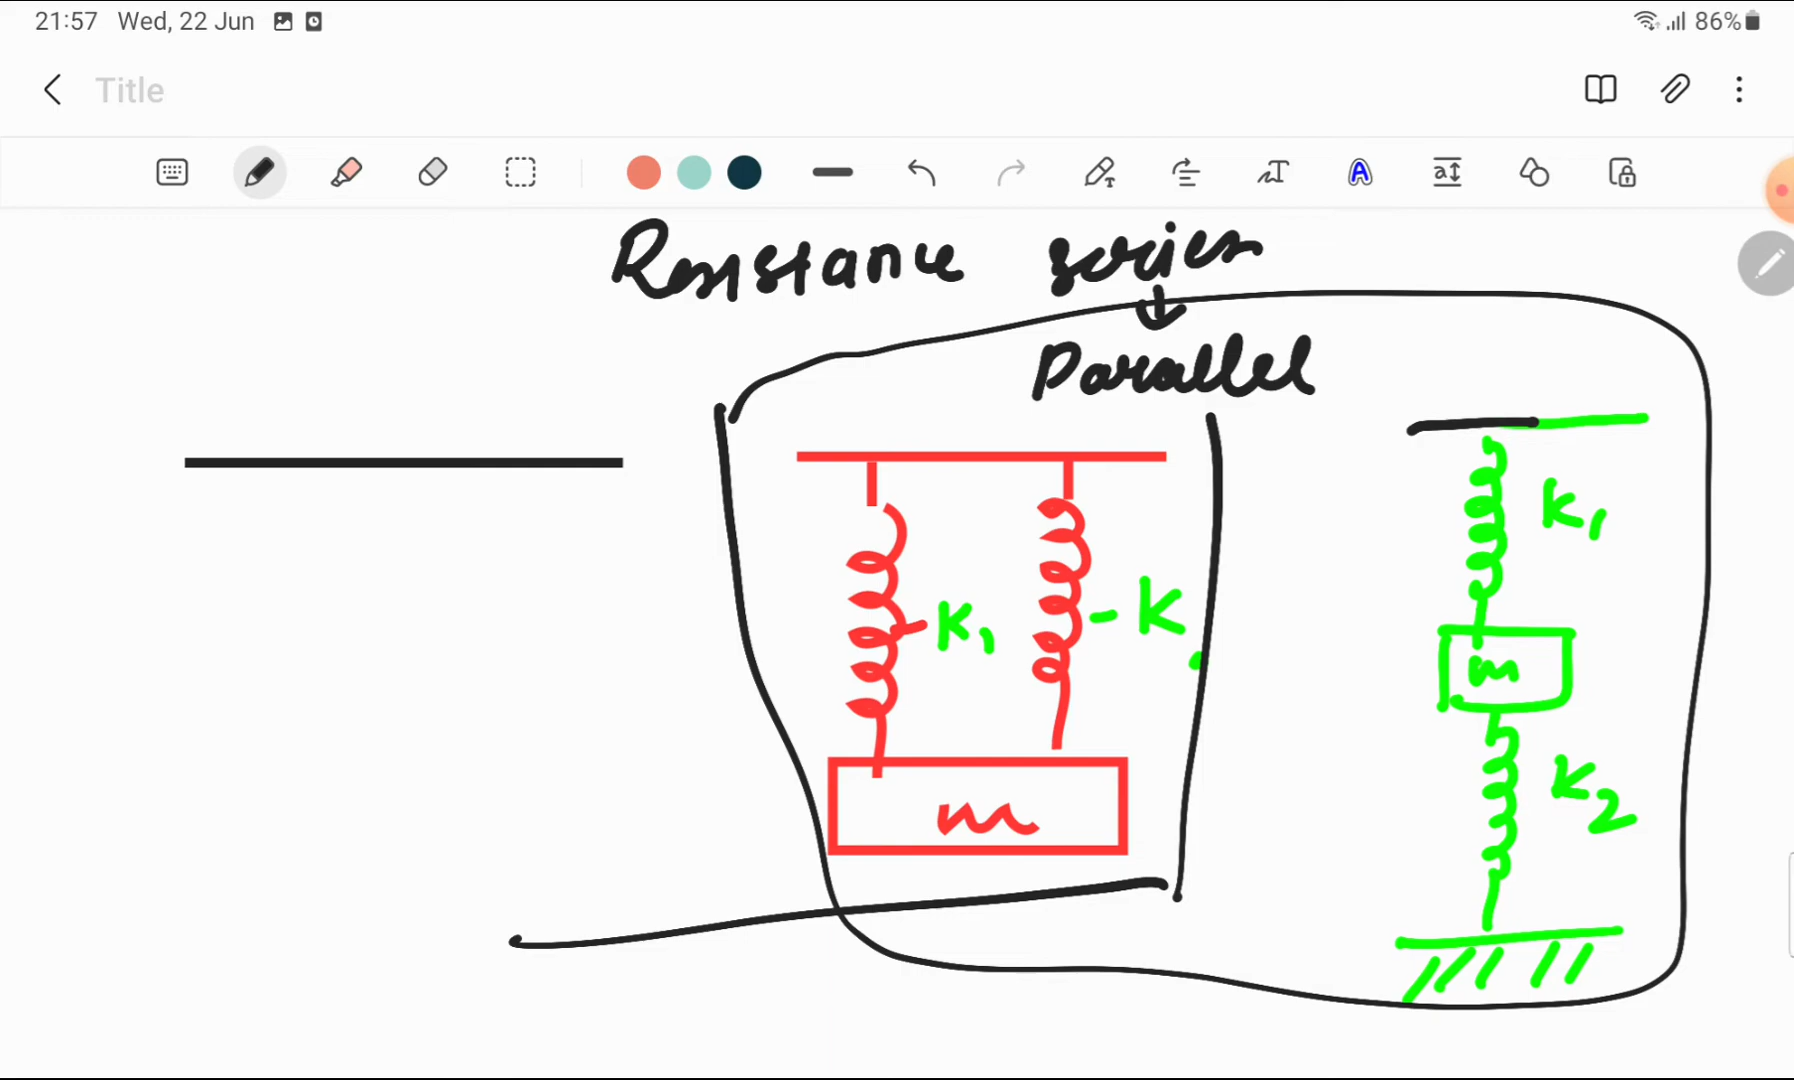 21:57 Wed, 22 Jun 86%
Title
A
Resistance series
Parallel
K1
K1 K
m
m
K2